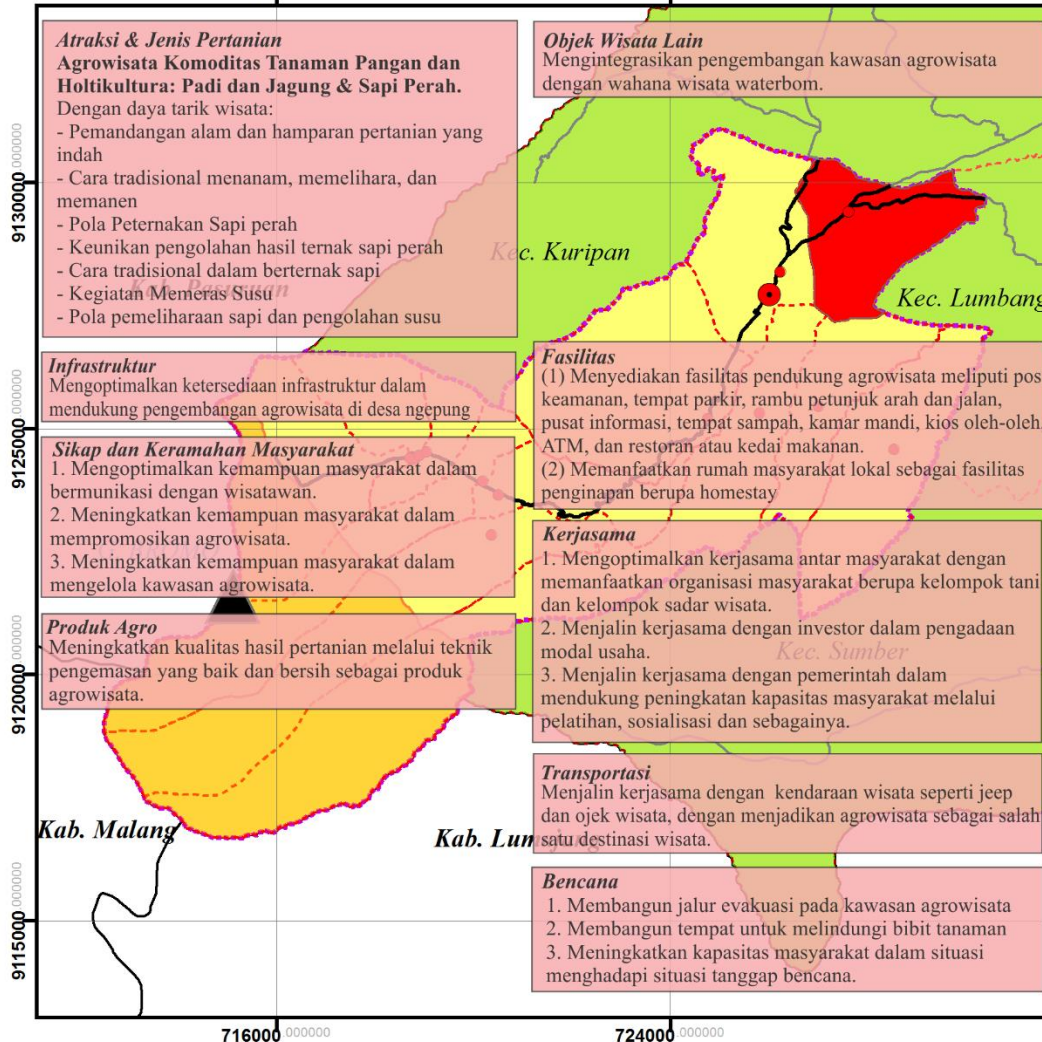 Atraksi & Jenis Pertanian
Agrowisata Komoditas Tanaman Pangan dan
Holtikultura: Padi dan Jagung & Sapi Perah.
Dengan daya tarik wisata:
- Pemandangan alam dan hamparan pertanian yang
indah
- Cara tradisional menanam, memelihara, dan
memanen
- Pola Peternakan Sapi perah
- Keunikan pengolahan hasil ternak sapi perah
- Cara tradisional dalam berternak sapi
- Kegiatan Memeras Susu
- Pola pemeliharaan sapi dan pengolahan susu
Kab. Pasuruan
Infrastruktur
Mengoptimalkan ketersediaan infrastruktur dalam
mendukung pengembangan agrowisata di desa ngepung
Sikap dan Keramahan Masyarakat
1. Mengoptimalkan kemampuan masyarakat dalam
bermunikasi dengan wisatawan.
2. Meningkatkan kemampuan masyarakat dalam
mempromosikan agrowisata.
3. Meningkatkan kemampuan masyarakat dalam
mengelola kawasan agrowisata.
Produk Agro
Meningkatkan kualitas hasil pertanian melalui teknik
pengemasan yang baik dan bersih sebagai produk
agrowisata.
Objek Wisata Lain
Mengintegrasikan pengembangan kawasan agrowisata
dengan wahana wisata waterbom.
Kec. Kuripan
Kec. Lumbang
Fasilitas
(1) Menyediakan fasilitas pendukung agrowisata meliputi pos
keamanan, tempat parkir, rambu petunjuk arah dan jalan,
pusat informasi, tempat sampah, kamar mandi, kios oleh-oleh,
ATM, dan restoran atau kedai makanan.
(2) Memanfaatkan rumah masyarakat lokal sebagai fasilitas
penginapan berupa homestay
Kerjasama
1. Mengoptimalkan kerjasama antar masyarakat dengan
memanfaatkan organisasi masyarakat berupa kelompok tani
dan kelompok sadar wisata.
2. Menjalin kerjasama dengan investor dalam pengadaan
modal usaha.
3. Menjalin kerjasama dengan pemerintah dalam
mendukung peningkatan kapasitas masyarakat melalui
pelatihan, sosialisasi dan sebagainya.
Kec. Sumber
Transportasi
Menjalin kerjasama dengan kendaraan wisata seperti jeep
dan ojek wisata, dengan menjadikan agrowisata sebagai salah
satu destinasi wisata.
Bencana
1. Membangun jalur evakuasi pada kawasan agrowisata
2. Membangun tempat untuk melindungi bibit tanaman
3. Meningkatkan kapasitas masyarakat dalam situasi
menghadapi situasi tanggap bencana.
Kab. Malang
Kab. Lumajang
9130000.000000
9125000.000000
9120000.000000
9115000.000000
716000.000000
724000.000000